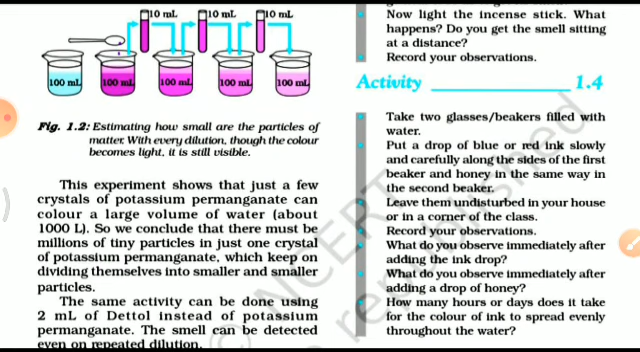 10 mL
10 mL
10 mL
100 mL
100 mL
100 mL
100 mL
100 mL
Fig. 1.2: Estimating how small are the particles of
matter. With every dilution, though the colour
becomes light, it is still visible.
This experiment shows that just a few
crystals of potassium permanganate can
colour a large volume of water (about
1000 L). So we conclude that there must be
millions of tiny particles in just one crystal
of potassium permanganate, which keep on
dividing themselves into smaller and smaller
particles.
The same activity can be done using
2 mL of Dettol instead of potassium
permanganate. The smell can be detected
even on repeated dilution.
Now light the incense stick. What
happens? Do you get the smell sitting
at a distance?
Record your observations.
Activity ______________ 1.4
Take two glasses/beakers filled with
water.
Put a drop of blue or red ink slowly
and carefully along the sides of the first
beaker and honey in the same way in
the second beaker.
Leave them undisturbed in your house
or in a corner of the class.
Record your observations.
What do you observe immediately after
adding the ink drop?
What do you observe immediately after
adding a drop of honey?
How many hours or days does it take
for the colour of ink to spread evenly
throughout the water?
© NCERT